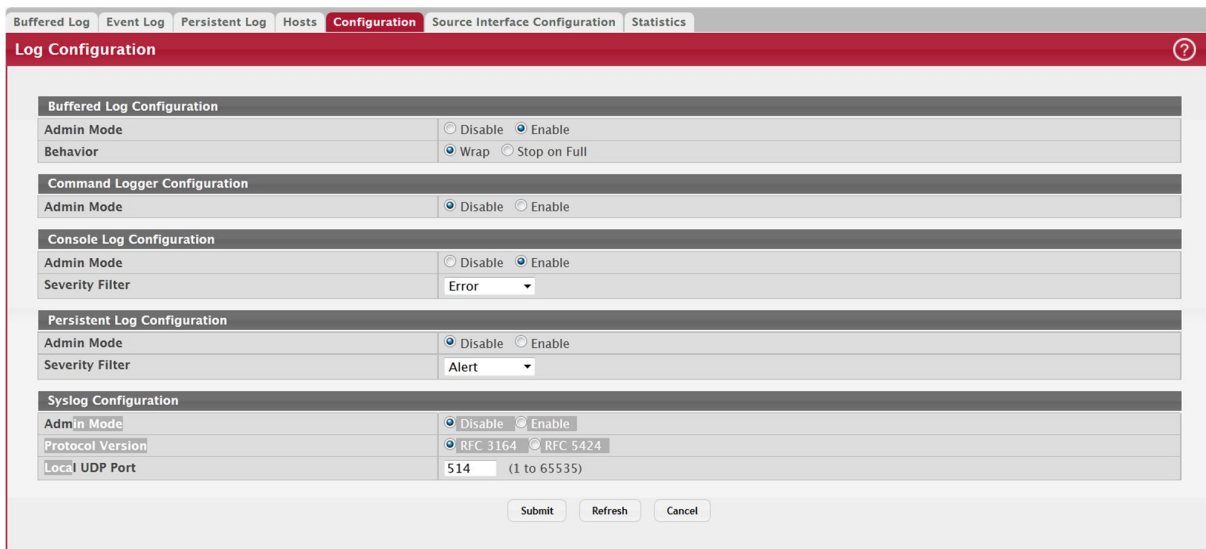 Buffered Log Event Log Persistent Log Hosts Configuration Source Interface Configuration Statistics
Log Configuration ?
Buffered Log Configuration
Admin Mode Disable Enable
Behavior Wrap Stop on Full
Command Logger Configuration
Admin Mode Disable Enable
Console Log Configuration
Admin Mode Disable Enable
Severity Filter Error
Persistent Log Configuration
Admin Mode Disable Enable
Severity Filter Alert
Syslog Configuration
Admin Mode Disable Enable
Protocol Version RFC 3164 RFC 5424
Local UDP Port 514 (1 to 65535)
Submit Refresh Cancel